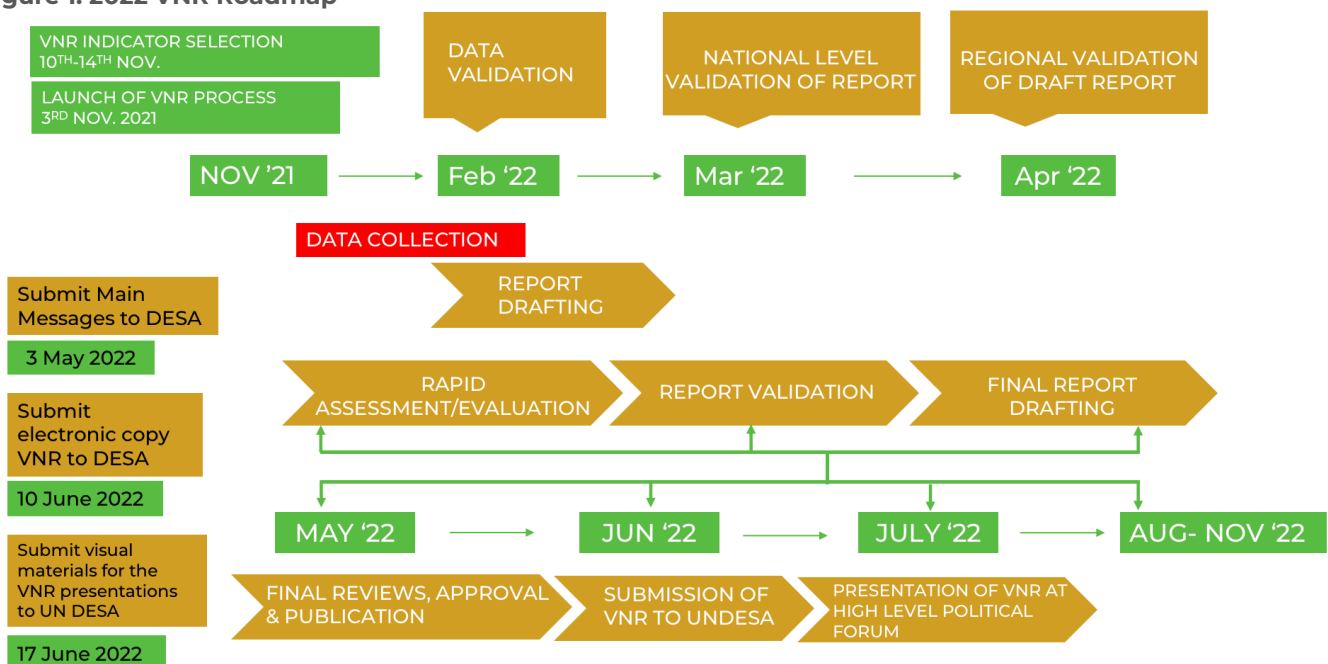 Figure 1: 2022 VNR Roadmap
VNR INDICATOR SELECTION
10TH-14TH NOV.
LAUNCH OF VNR PROCESS
3RD NOV. 2021
DATA
VALIDATION
NATIONAL LEVEL
VALIDATION OF REPORT
REGIONAL VALIDATION
OF DRAFT REPORT
NOV ‘21
Feb ‘22
Mar ‘22
Apr ‘22
DATA COLLECTION
REPORT
DRAFTING
Submit Main
Messages to DESA
3 May 2022
Submit
electronic copy
VNR to DESA
10 June 2022
Submit visual
materials for the
VNR presentations
to UN DESA
17 June 2022
RAPID
ASSESSMENT/EVALUATION
REPORT VALIDATION
FINAL REPORT
DRAFTING
MAY ‘22
JUN ‘22
JULY ‘22
AUG- NOV ‘22
FINAL REVIEWS, APPROVAL
& PUBLICATION
SUBMISSION OF
VNR TO UNDESA
PRESENTATION OF VNR AT
HIGH LEVEL POLITICAL
FORUM